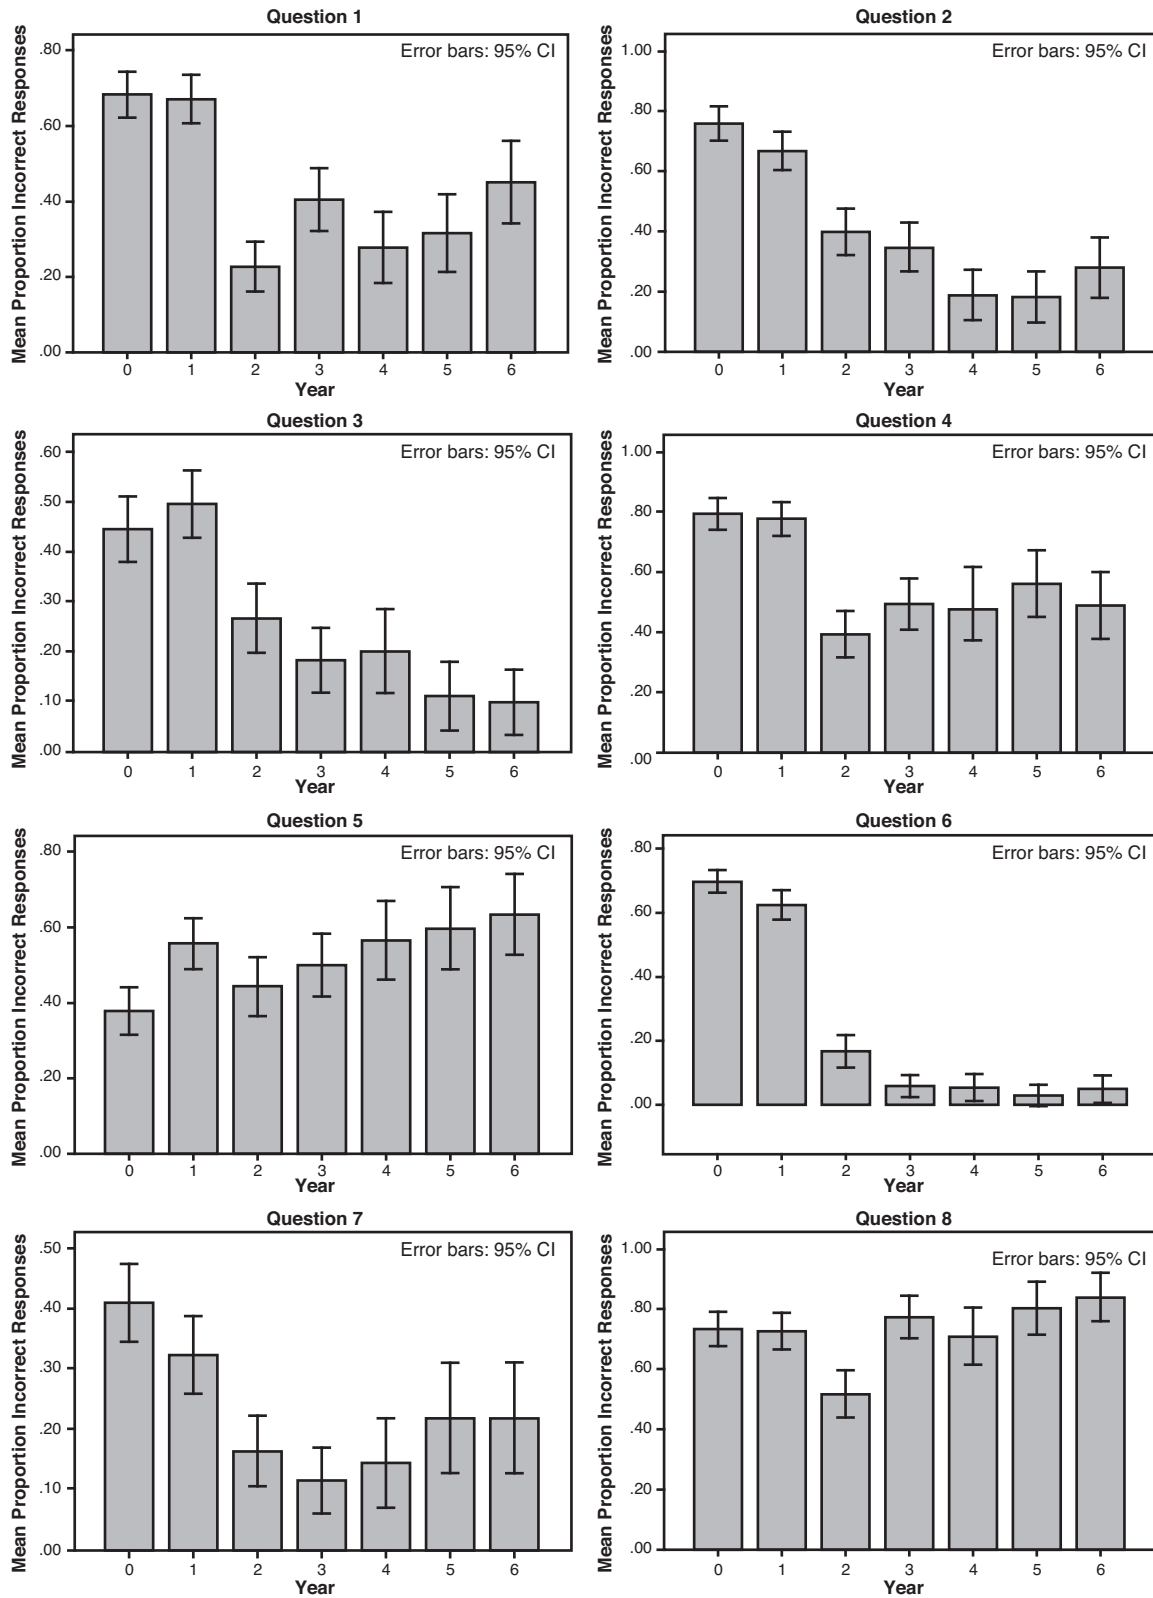 Question 1
Mean Proportion Incorrect Responses
Error bars: 95% CI
.80
.60
.40
.20
.00
0 1 2 3 4 5 6
Year
Question 2
Mean Proportion Incorrect Responses
Error bars: 95% CI
1.00
.80
.60
.40
.20
.00
0 1 2 3 4 5 6
Year
Question 3
Mean Proportion Incorrect Responses
Error bars: 95% CI
.60
.50
.40
.30
.20
.10
.00
0 1 2 3 4 5 6
Year
Question 4
Mean Proportion Incorrect Responses
Error bars: 95% CI
1.00
.80
.60
.40
.20
.00
0 1 2 3 4 5 6
Year
Question 5
Mean Proportion Incorrect Responses
Error bars: 95% CI
.80
.60
.40
.20
.00
0 1 2 3 4 5 6
Year
Question 6
Mean Proportion Incorrect Responses
Error bars: 95% CI
.80
.60
.40
.20
.00
0 1 2 3 4 5 6
Year
Question 7
Mean Proportion Incorrect Responses
Error bars: 95% CI
.50
.40
.30
.20
.10
.00
0 1 2 3 4 5 6
Year
Question 8
Mean Proportion Incorrect Responses
Error bars: 95% CI
1.00
.80
.60
.40
.20
.00
0 1 2 3 4 5 6
Year